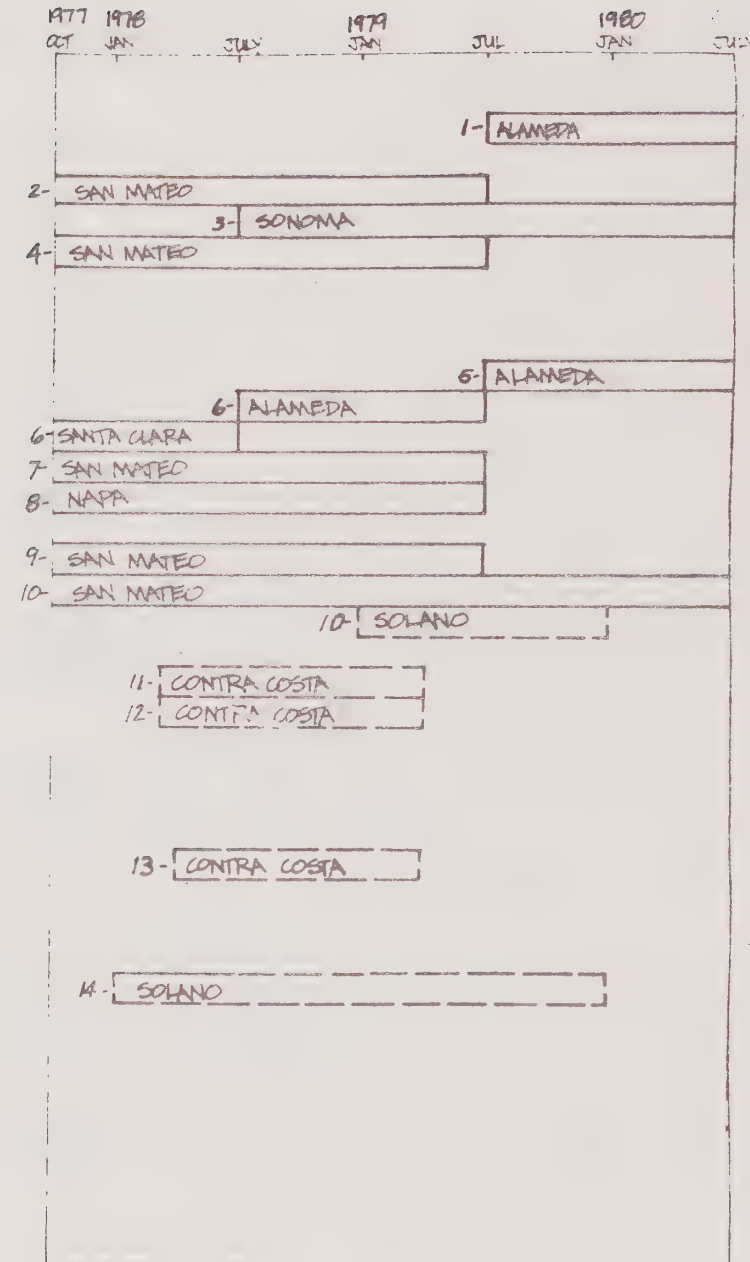 1977 1978 1979 1980
OCT JAN JULY JAN JUL JAN JULY
1- ALAMEDA
2- SAN MATEO
3- SONOMA
4- SAN MATEO
5- ALAMEDA
6- ALAMEDA
6- SANTA CLARA
7- SAN MATEO
8- NAPA
9- SAN MATEO
10- SAN MATEO
10- SOLANO
11- CONTRA COSTA
12- CONTRA COSTA
13- CONTRA COSTA
14- SOLANO